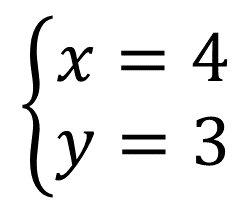 x = 4
y = 3